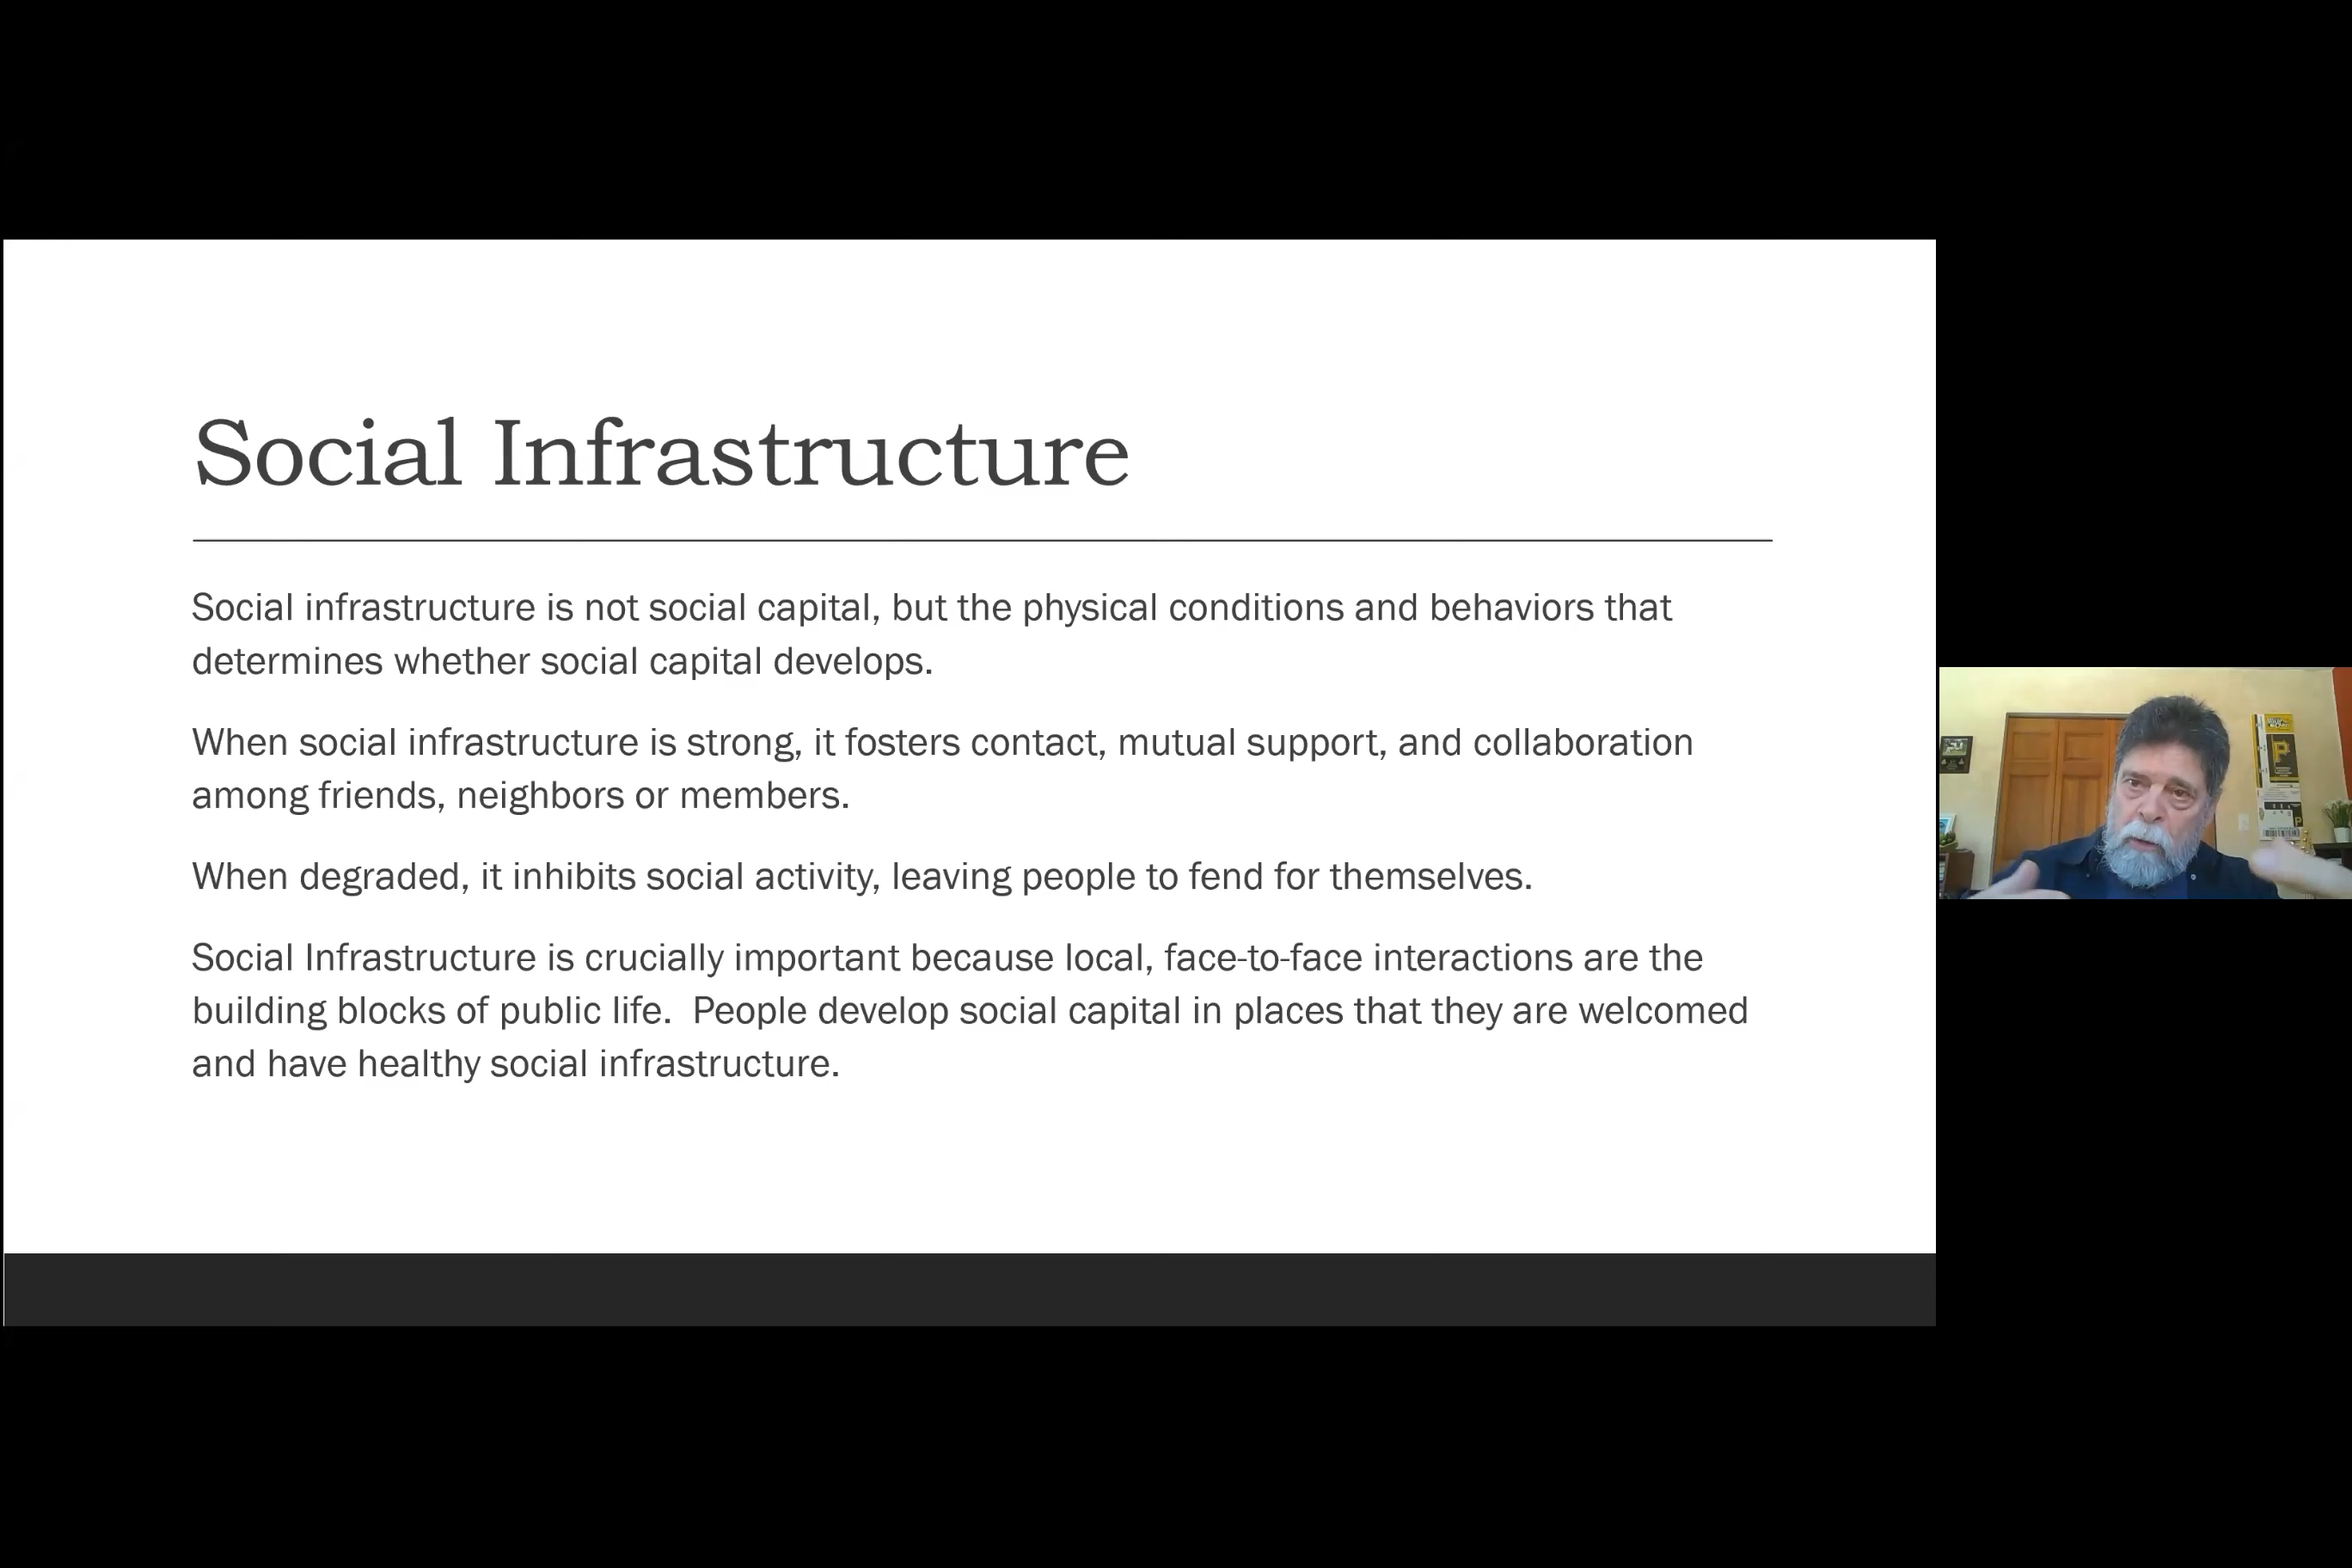 Social Infrastructure
Social infrastructure is not social capital, but the physical conditions and behaviors that
determines whether social capital develops.
When social infrastructure is strong, it fosters contact, mutual support, and collaboration
among friends, neighbors or members.
When degraded, it inhibits social activity, leaving people to fend for themselves.
Social Infrastructure is crucially important because local, face-to-face interactions are the
building blocks of public life.  People develop social capital in places that they are welcomed
and have healthy social infrastructure.
P